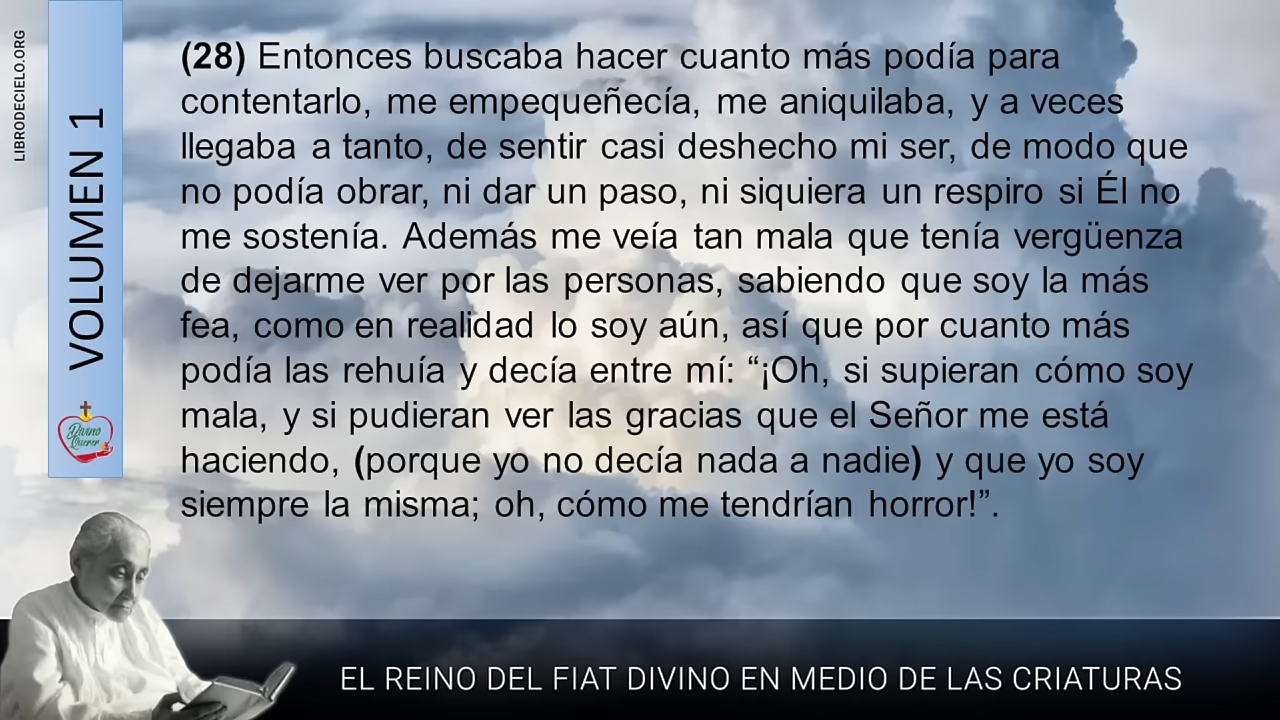 LIBRODECIELO.ORG
VOLUMEN 1
Divino
Querer
(28) Entonces buscaba hacer cuanto más podía para
contentarlo, me empequeñecía, me aniquilaba, y a veces
llegaba a tanto, de sentir casi deshecho mi ser, de modo que
no podía obrar, ni dar un paso, ni siquiera un respiro si Él no
me sostenía. Además me veía tan mala que tenía vergüenza
de dejarme ver por las personas, sabiendo que soy la más
fea, como en realidad lo soy aún, así que por cuanto más
podía las rehuía y decía entre mí: “¡Oh, si supieran cómo soy
mala, y si pudieran ver las gracias que el Señor me está
haciendo, (porque yo no decía nada a nadie) y que yo soy
siempre la misma; oh, cómo me tendrían horror!”.
EL REINO DEL FIAT DIVINO EN MEDIO DE LAS CRIATURAS